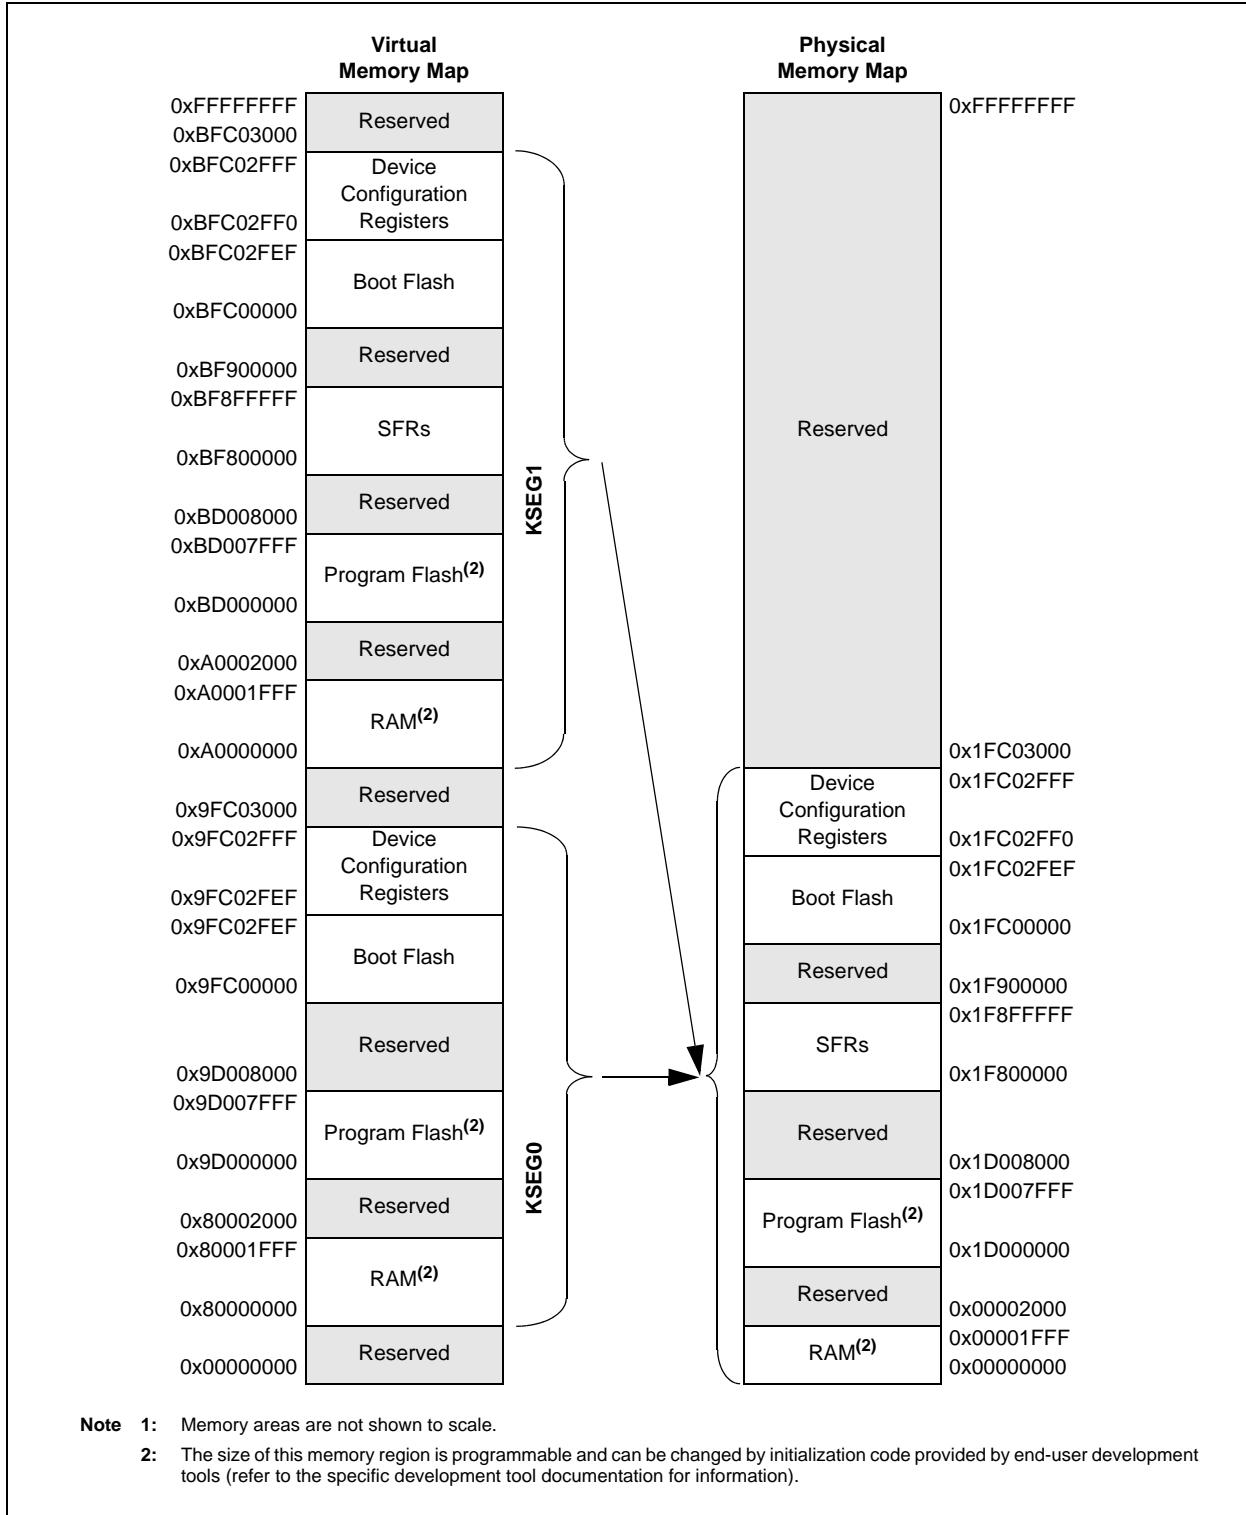 Virtual
Memory Map
0xFFFFFFFF
Reserved
0xBFC03000
0xBFC02FFF
Device
Configuration
Registers
0xBFC02FF0
0xBFC02FEF
Boot Flash
0xBFC00000
Reserved
0xBF900000
0xBF8FFFFF
SFRs
0xBF800000
Reserved
0xBD008000
0xBD007FFF
Program Flash(2)
0xBD000000
Reserved
0xA0002000
0xA0001FFF
RAM(2)
0xA0000000
KSEG1
Reserved
0x9FC03000
0x9FC02FFF
Device
Configuration
Registers
0x9FC02FEF
0x9FC02FEF
Boot Flash
0x9FC00000
Reserved
0x9D008000
0x9D007FFF
Program Flash(2)
0x9D000000
Reserved
0x80002000
0x80001FFF
RAM(2)
0x80000000
KSEG0
Reserved
0x00000000
Physical
Memory Map
0xFFFFFFFF
Reserved
0x1FC03000
0x1FC02FFF
Device
Configuration
Registers
0x1FC02FF0
0x1FC02FEF
Boot Flash
0x1FC00000
Reserved
0x1F900000
0x1F8FFFFF
SFRs
0x1F800000
Reserved
0x1D008000
0x1D007FFF
Program Flash(2)
0x1D000000
Reserved
0x00002000
0x00001FFF
RAM(2)
0x00000000
Note 1: Memory areas are not shown to scale.
2: The size of this memory region is programmable and can be changed by initialization code provided by end-user development
tools (refer to the specific development tool documentation for information).